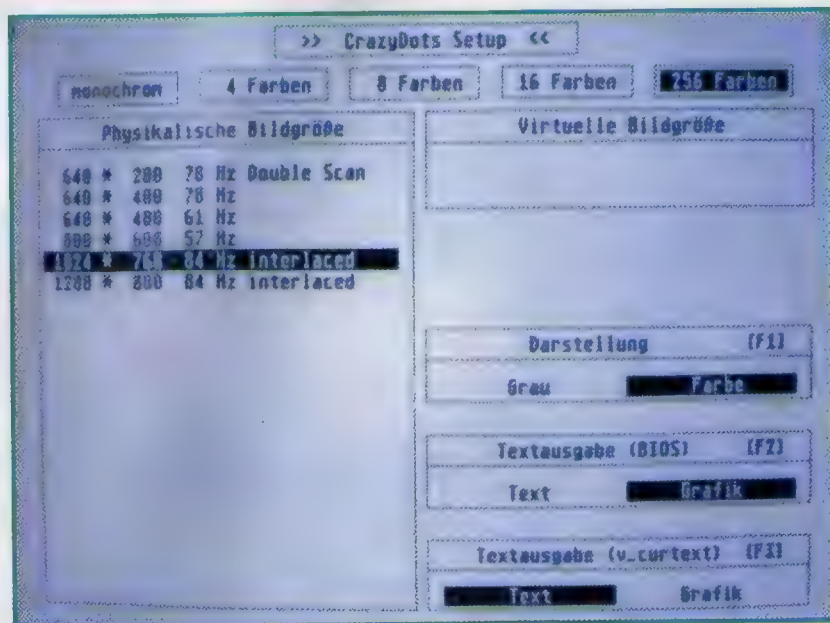 >> CrazyDots Setup <<
monochrom 4 Farben 8 Farben 16 Farben 256 Farben
Physikalische Bildgröße
640 * 200 70 Hz Double Scan
640 * 400 70 Hz
640 * 480 61 Hz
800 * 600 57 Hz
1024 * 768 84 Hz interlaced
1280 * 800 84 Hz interlaced
Virtuelle Bildgröße
Darstellung [F1]
Grau Farbe
Textausgabe (BIOS) [F2]
Text Grafik
Textausgabe (v_curtext) [F3]
Text Grafik